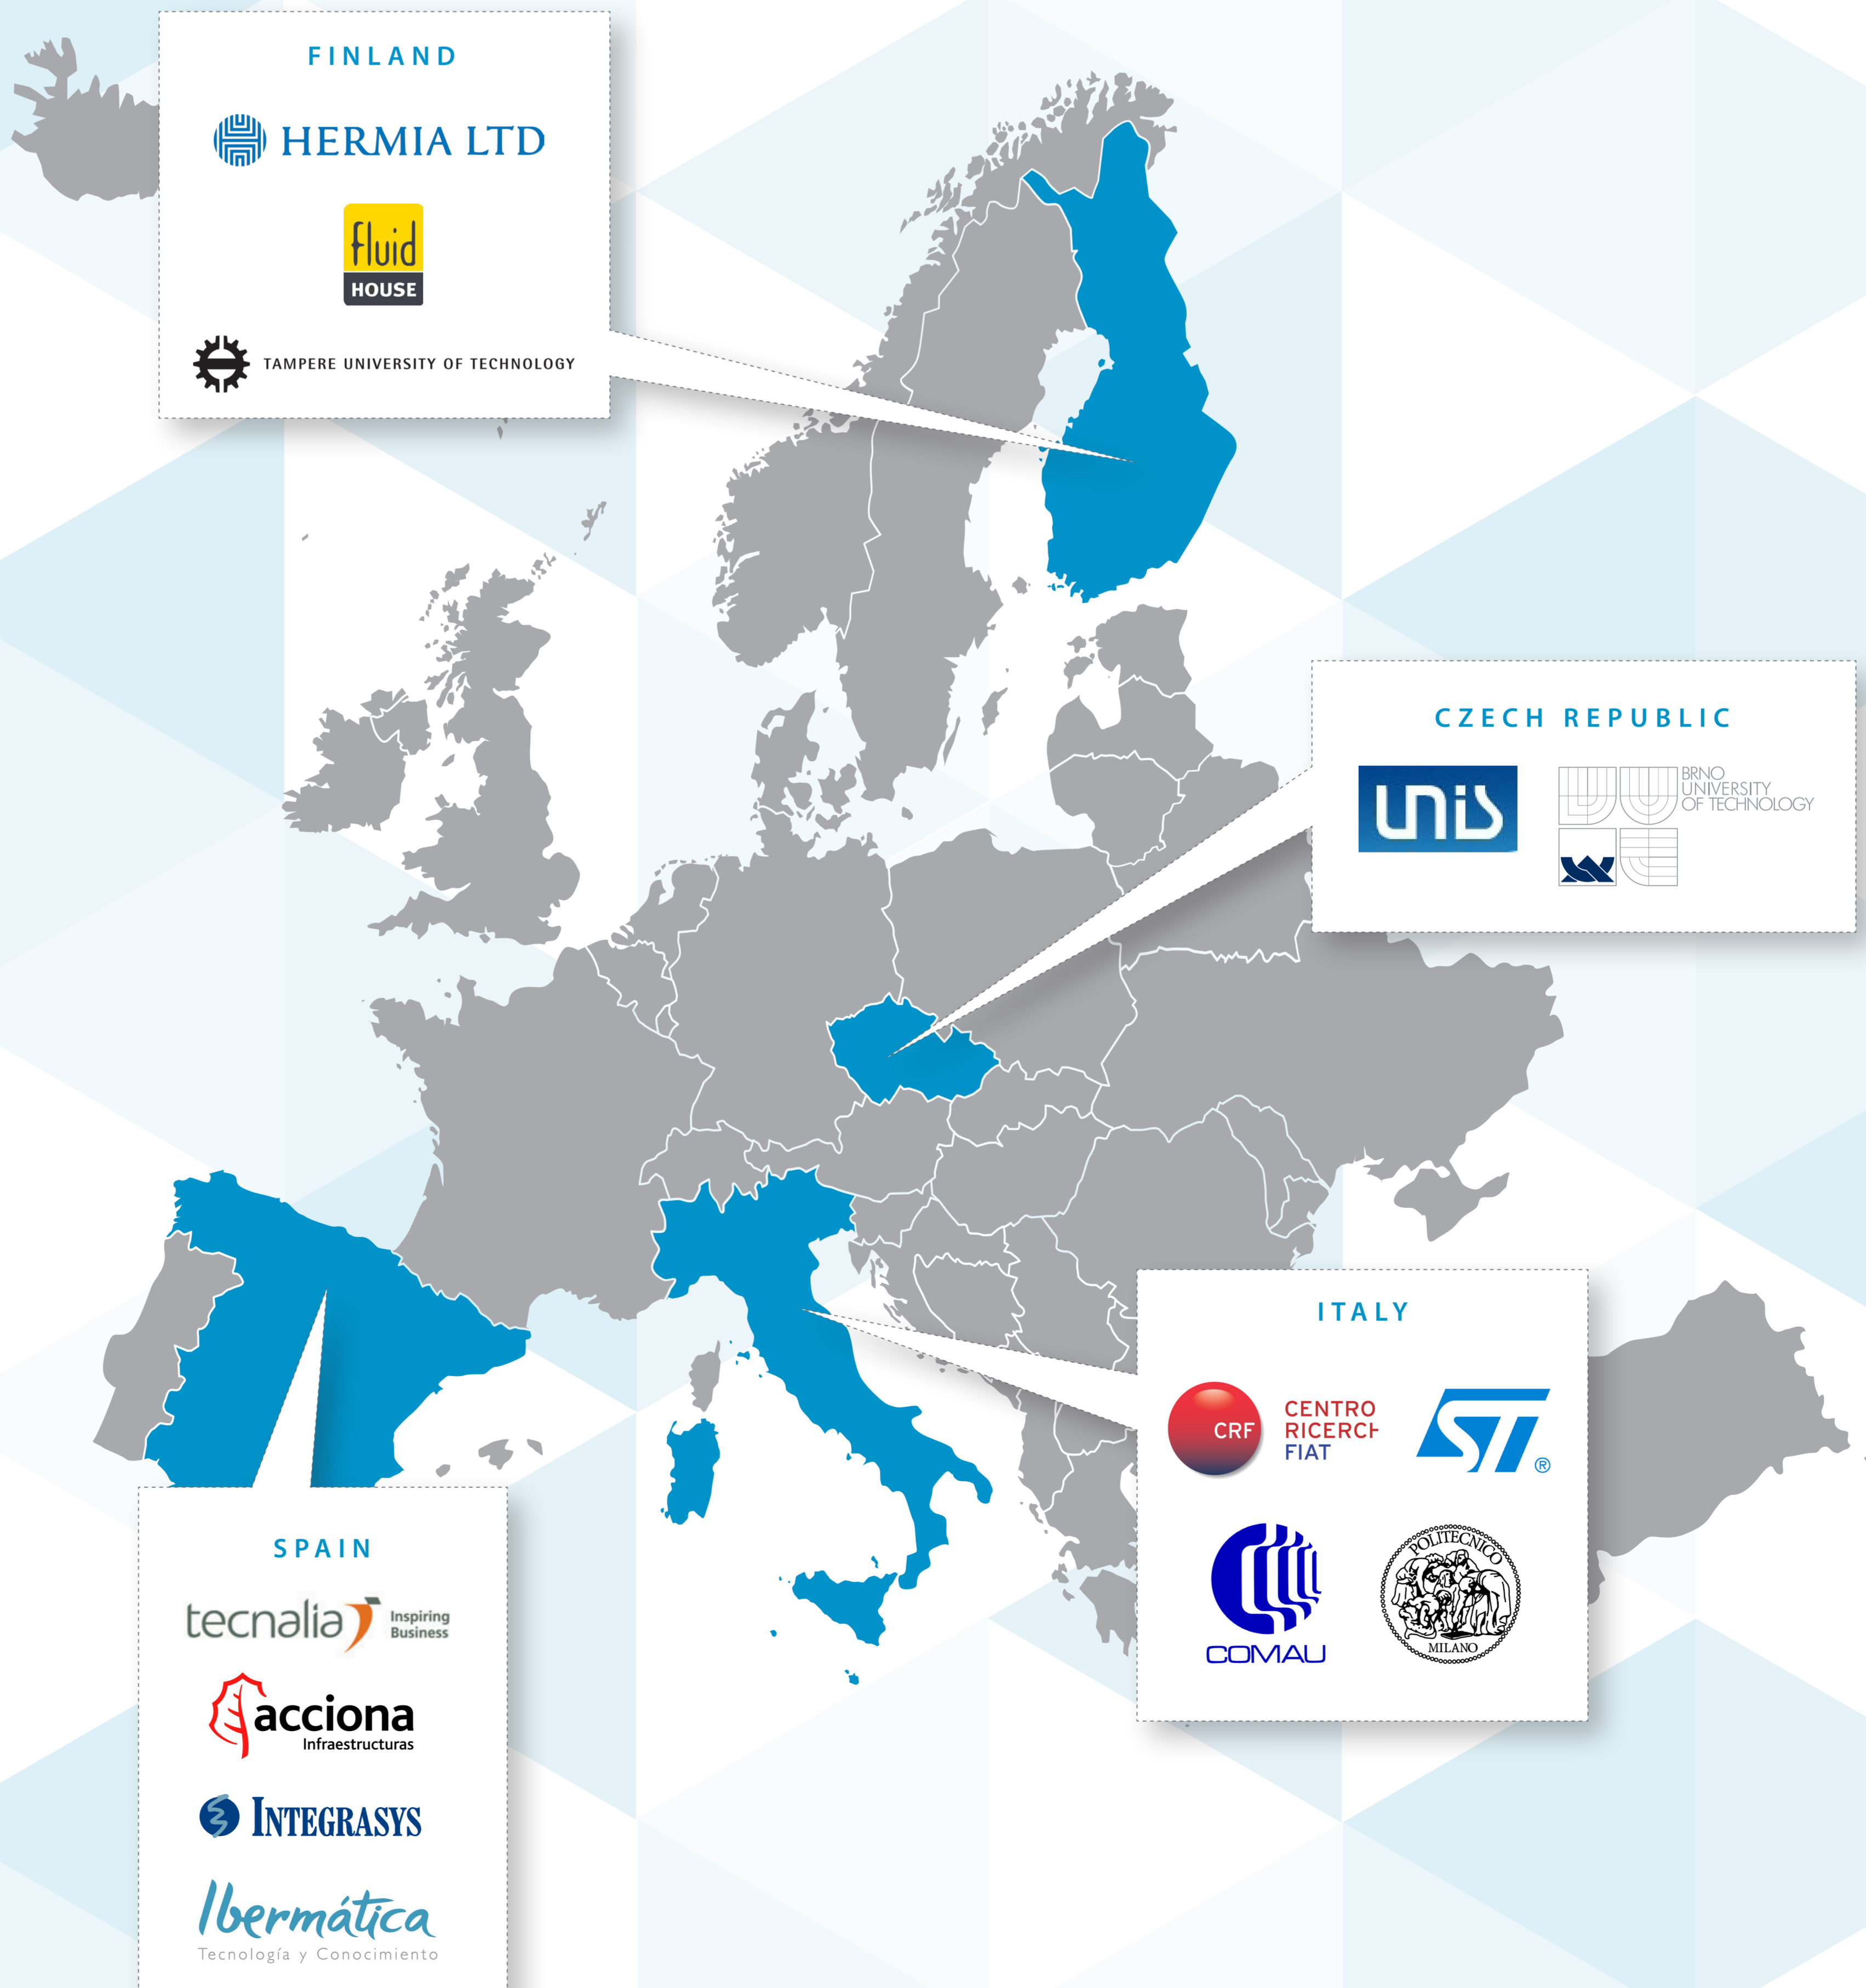 FINLAND
HERMIA LTD
fluid
HOUSE
TAMPERE UNIVERSITY OF TECHNOLOGY
CZECH REPUBLIC
UNIS
BRNO
UNIVERSITY
OF TECHNOLOGY
ITALY
CRF
CENTRO
RICERCH
FIAT
ST®
COMAU
POLITECNICO
MILANO
SPAIN
tecnalia
Inspiring
Business
acciona
Infraestructuras
INTEGRASYS
Ibermática
Tecnología y Conocimiento